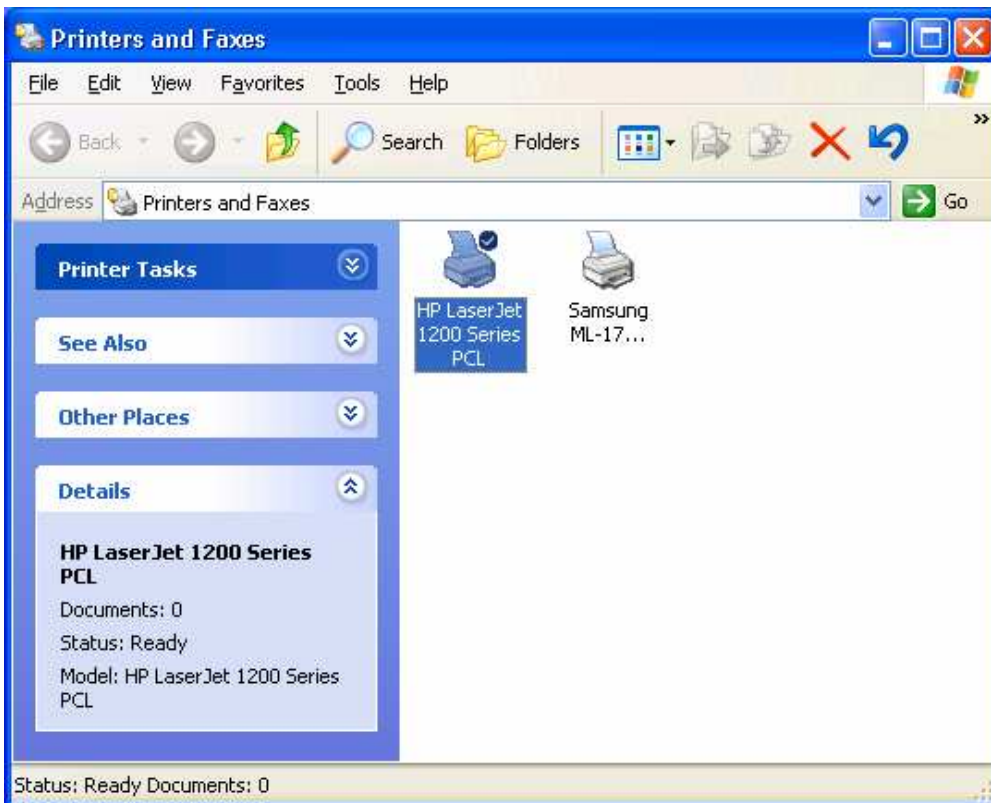 Printers and Faxes
File Edit View Favorites Tools Help
Back Search Folders »
Address Printers and Faxes Go
Printer Tasks
See Also
Other Places
Details
HP LaserJet 1200 Series
PCL
Documents: 0
Status: Ready
Model: HP LaserJet 1200 Series
PCL
HP LaserJet
1200 Series
PCL
Samsung
ML-17...
Status: Ready Documents: 0